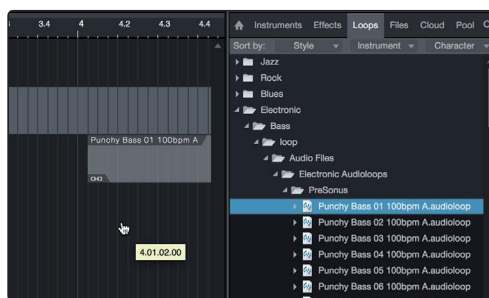 3.4 4 4.2 4.3 4.4
Instruments Effects Loops Files Cloud Pool
Sort by: Style Instrument Character
Jazz
Rock
Blues
Electronic
Bass
loop
Audio Files
Electronic Audioloops
PreSonus
Punchy Bass 01 100bpm A.audioloop
Punchy Bass 02 100bpm A.audioloop
Punchy Bass 03 100bpm A.audioloop
Punchy Bass 04 100bpm A.audioloop
Punchy Bass 05 100bpm A.audioloop
Punchy Bass 06 100bpm A.audioloop
Punchy Bass 01 100bpm A
4.01.02.00